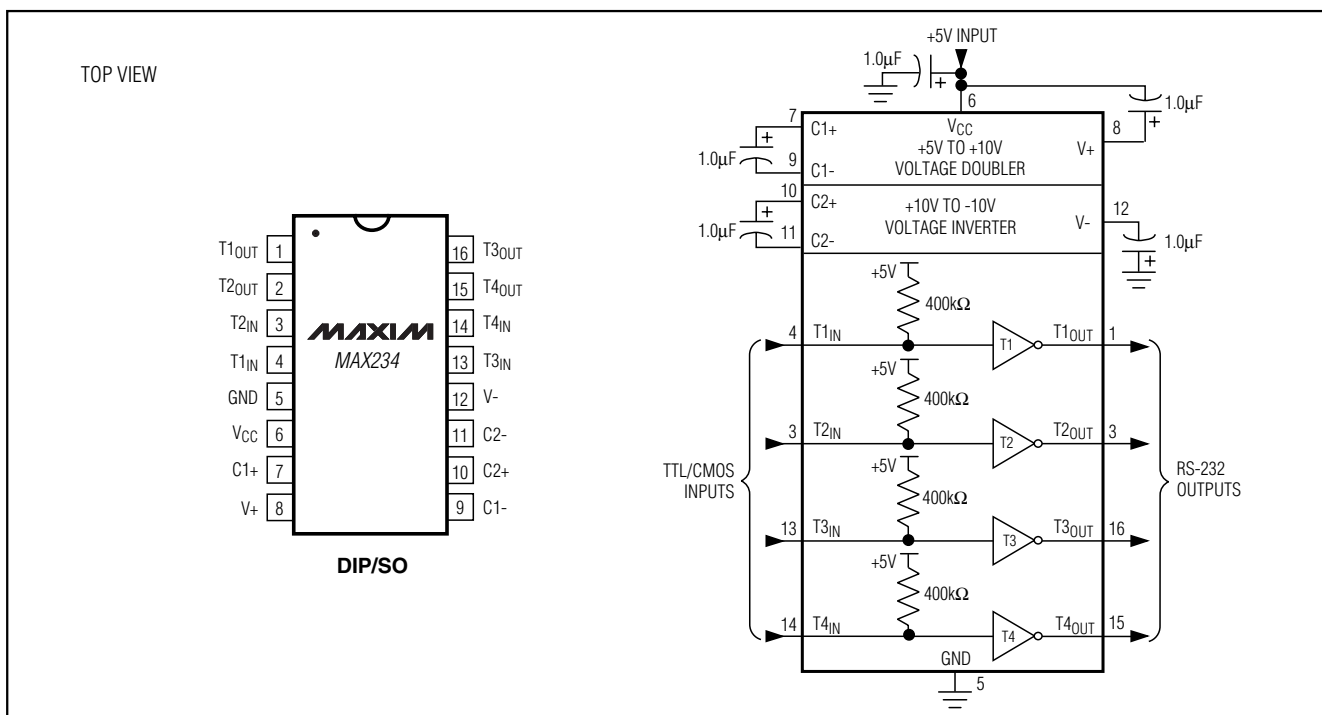 TOP VIEW
T1OUT 1
T2OUT 2
T2IN 3
T1IN 4
GND 5
VCC 6
C1+ 7
V+ 8
16 T3OUT
15 T4OUT
14 T4IN
13 T3IN
12 V-
11 C2-
10 C2+
9 C1-
MAXIM
MAX234
DIP/SO
+5V INPUT
1.0µF
+
6
1.0µF
+
7
C1+
VCC
+5V TO +10V
VOLTAGE DOUBLER
8
V+
1.0µF
+
9
C1-
10
C2+
+10V TO -10V
VOLTAGE INVERTER
12
V-
1.0µF
+
11
C2-
1.0µF
+
+5V
400kΩ
4 T1IN
T1
T1OUT 1
+5V
400kΩ
3 T2IN
T2
T2OUT 3
TTL/CMOS
INPUTS
+5V
400kΩ
RS-232
OUTPUTS
13 T3IN
T3
T3OUT 16
+5V
400kΩ
14 T4IN
T4
T4OUT 15
GND
5